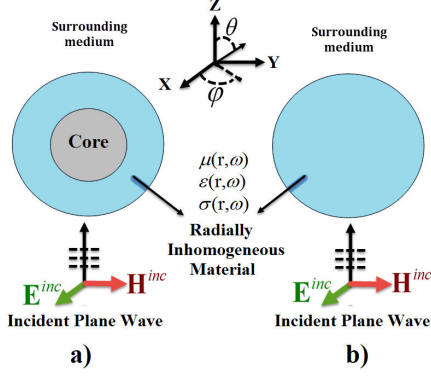 Surrounding
medium
Z
θ
Y
X
φ
Surrounding
medium
Core
μ(r,ω)
ε(r,ω)
σ(r,ω)
Radially
Inhomogeneous
Material
E^inc
H^inc
Incident Plane Wave
a)
E^inc
H^inc
Incident Plane Wave
b)